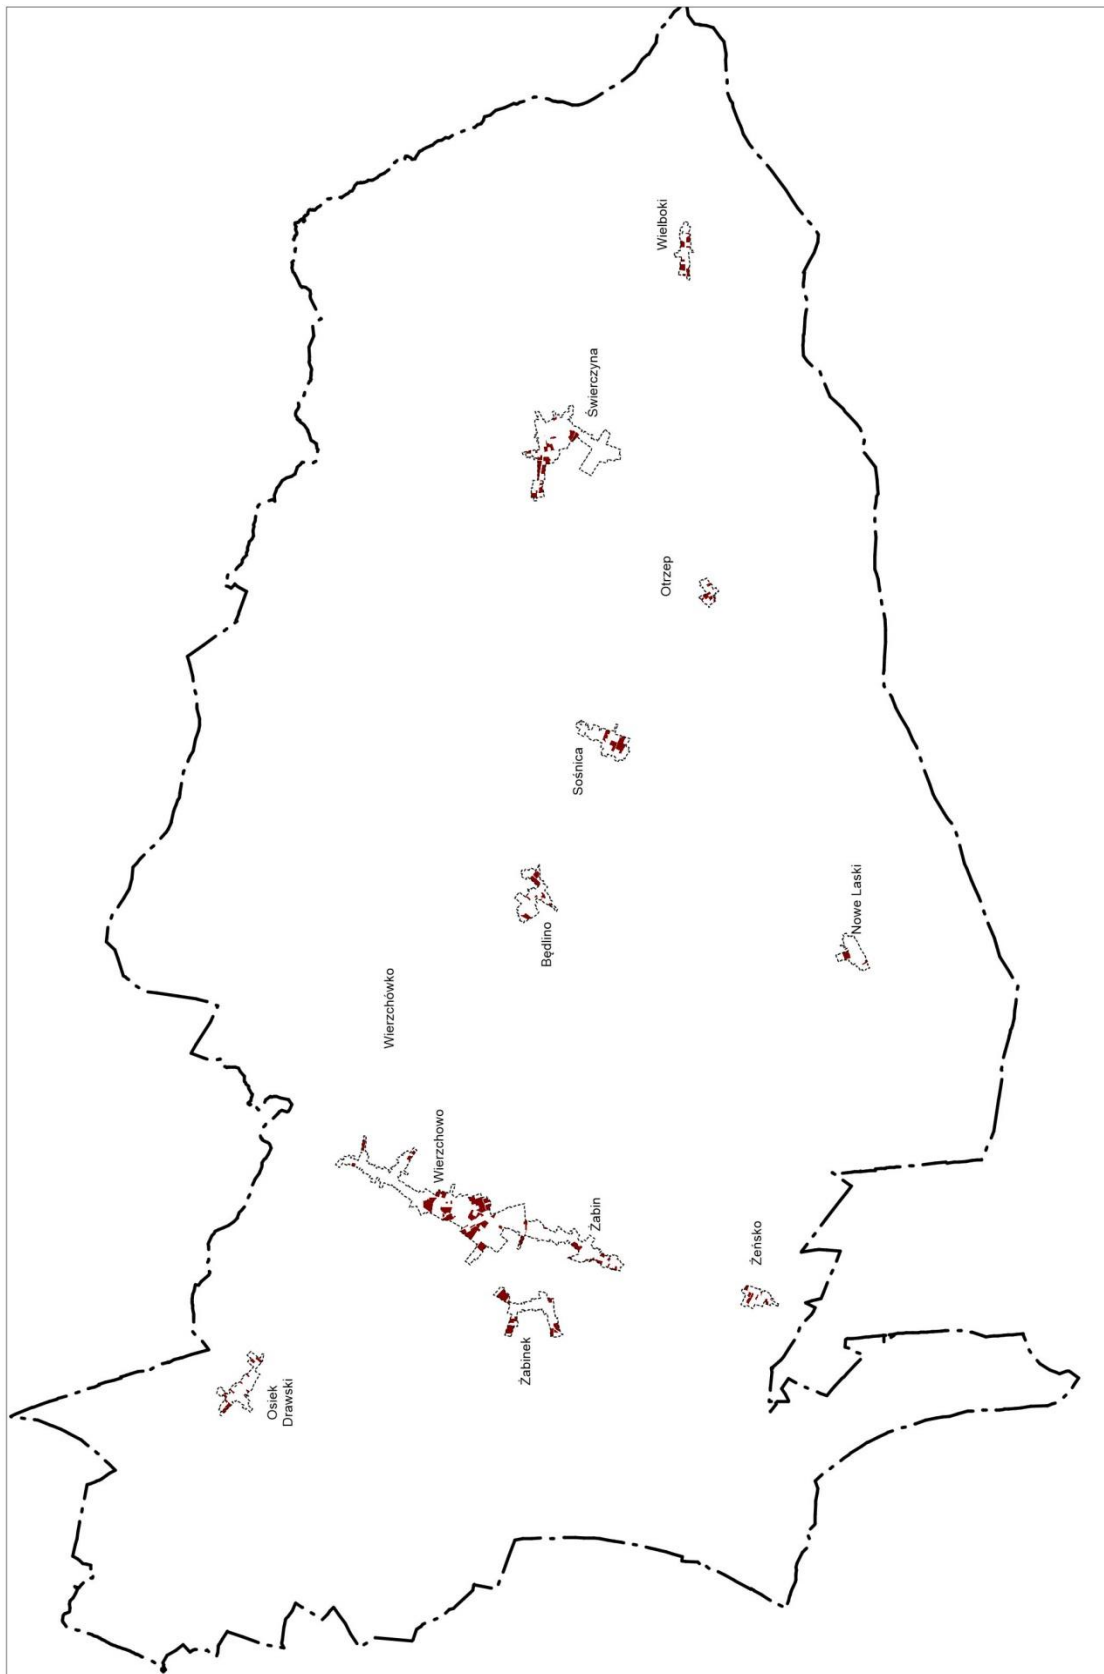 Osiek
Drawski
Wierzchówko
Wierzchowo
Żabinek
Żabin
Będlino
Sośnica
Świerczyna
Otrzep
Wielboki
Żeńsko
Nowe Laski